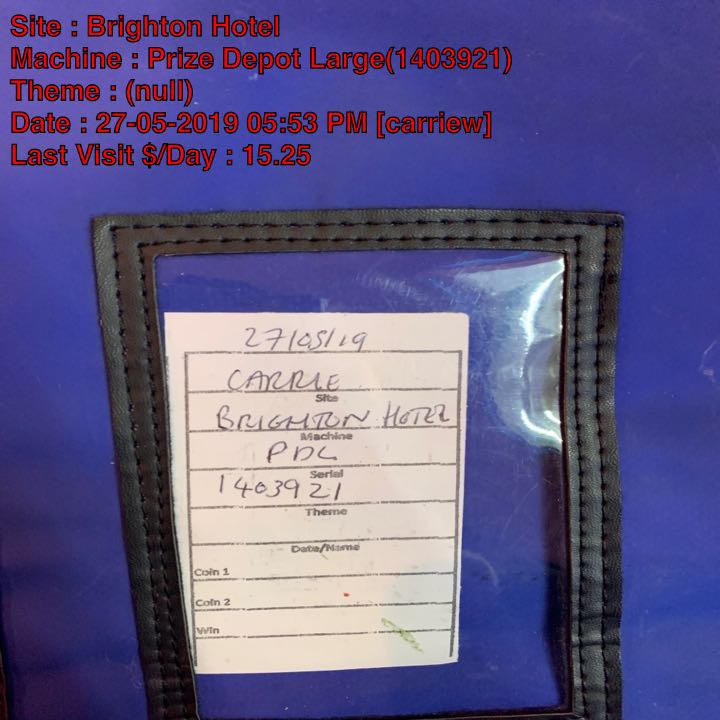 Site : Brighton Hotel
Machine : Prize Depot Large(1403921)
Theme : (null)
Date : 27-05-2019 05:53 PM [carriew]
Last Visit $/Day : 15.25
27/05/19
CARRIE
Site
BRIGHTON HOTEL
Machine
PDL
Serial
1403921
Theme
Date/Name
Coin 1
Coin 2
Win